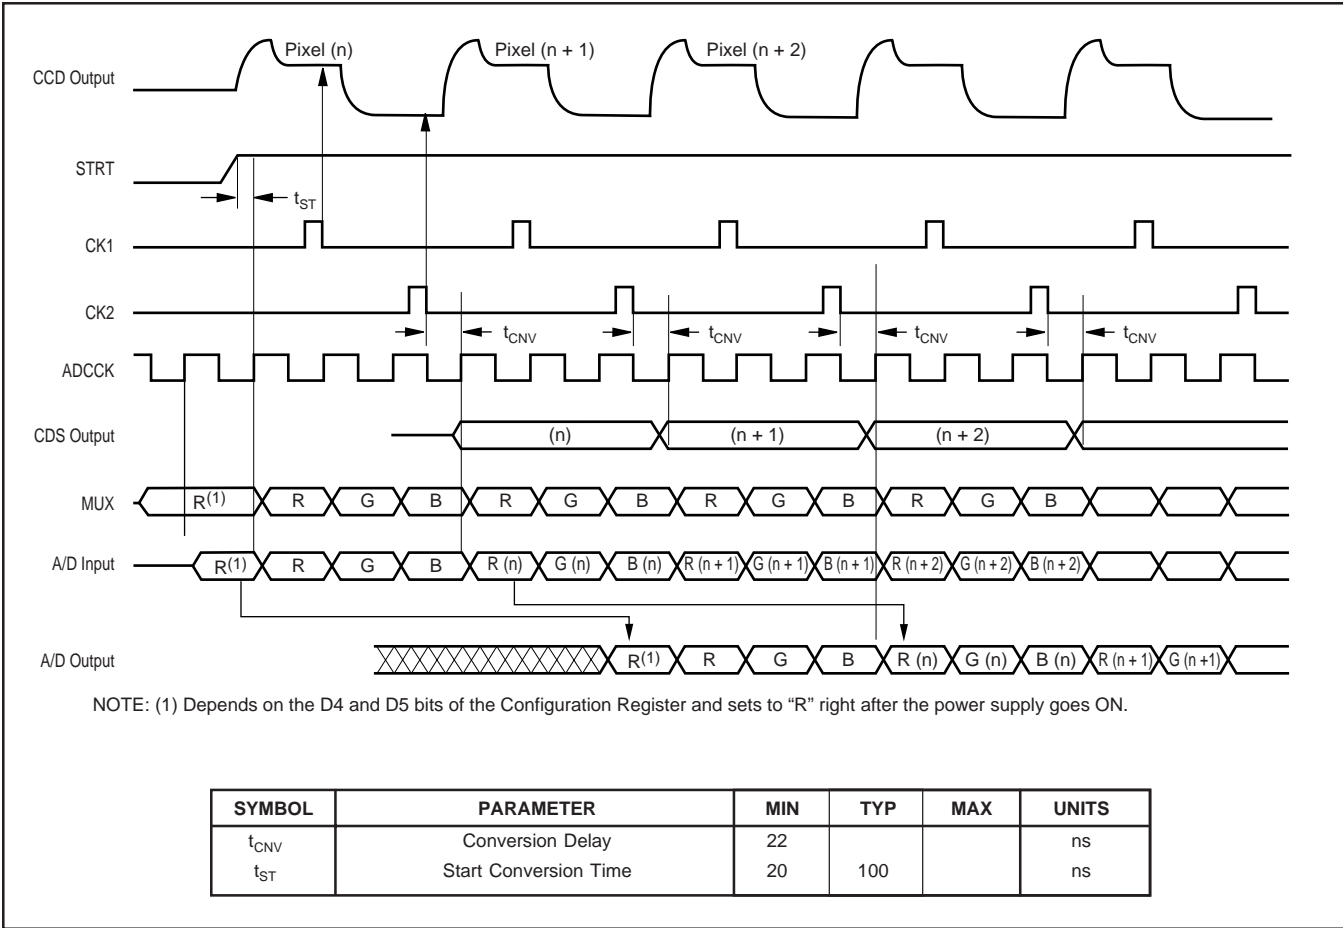 Pixel (n) Pixel (n + 1) Pixel (n + 2)
CCD Output
STRT
tST
CK1
CK2
tCNV tCNV tCNV tCNV
ADCCK
CDS Output (n) (n + 1) (n + 2)
MUX R(1) R G B R G B R G B R G B
A/D Input R(1) R G B R (n) G (n) B (n) R (n + 1) G (n + 1) B (n + 1) R (n + 2) G (n + 2) B (n + 2)
A/D Output R(1) R G B R (n) G (n) B (n) R (n + 1) G (n +1)
NOTE: (1) Depends on the D4 and D5 bits of the Configuration Register and sets to “R” right after the power supply goes ON.
SYMBOL PARAMETER MIN TYP MAX UNITS
tCNV Conversion Delay 22 ns
tST Start Conversion Time 20 100 ns